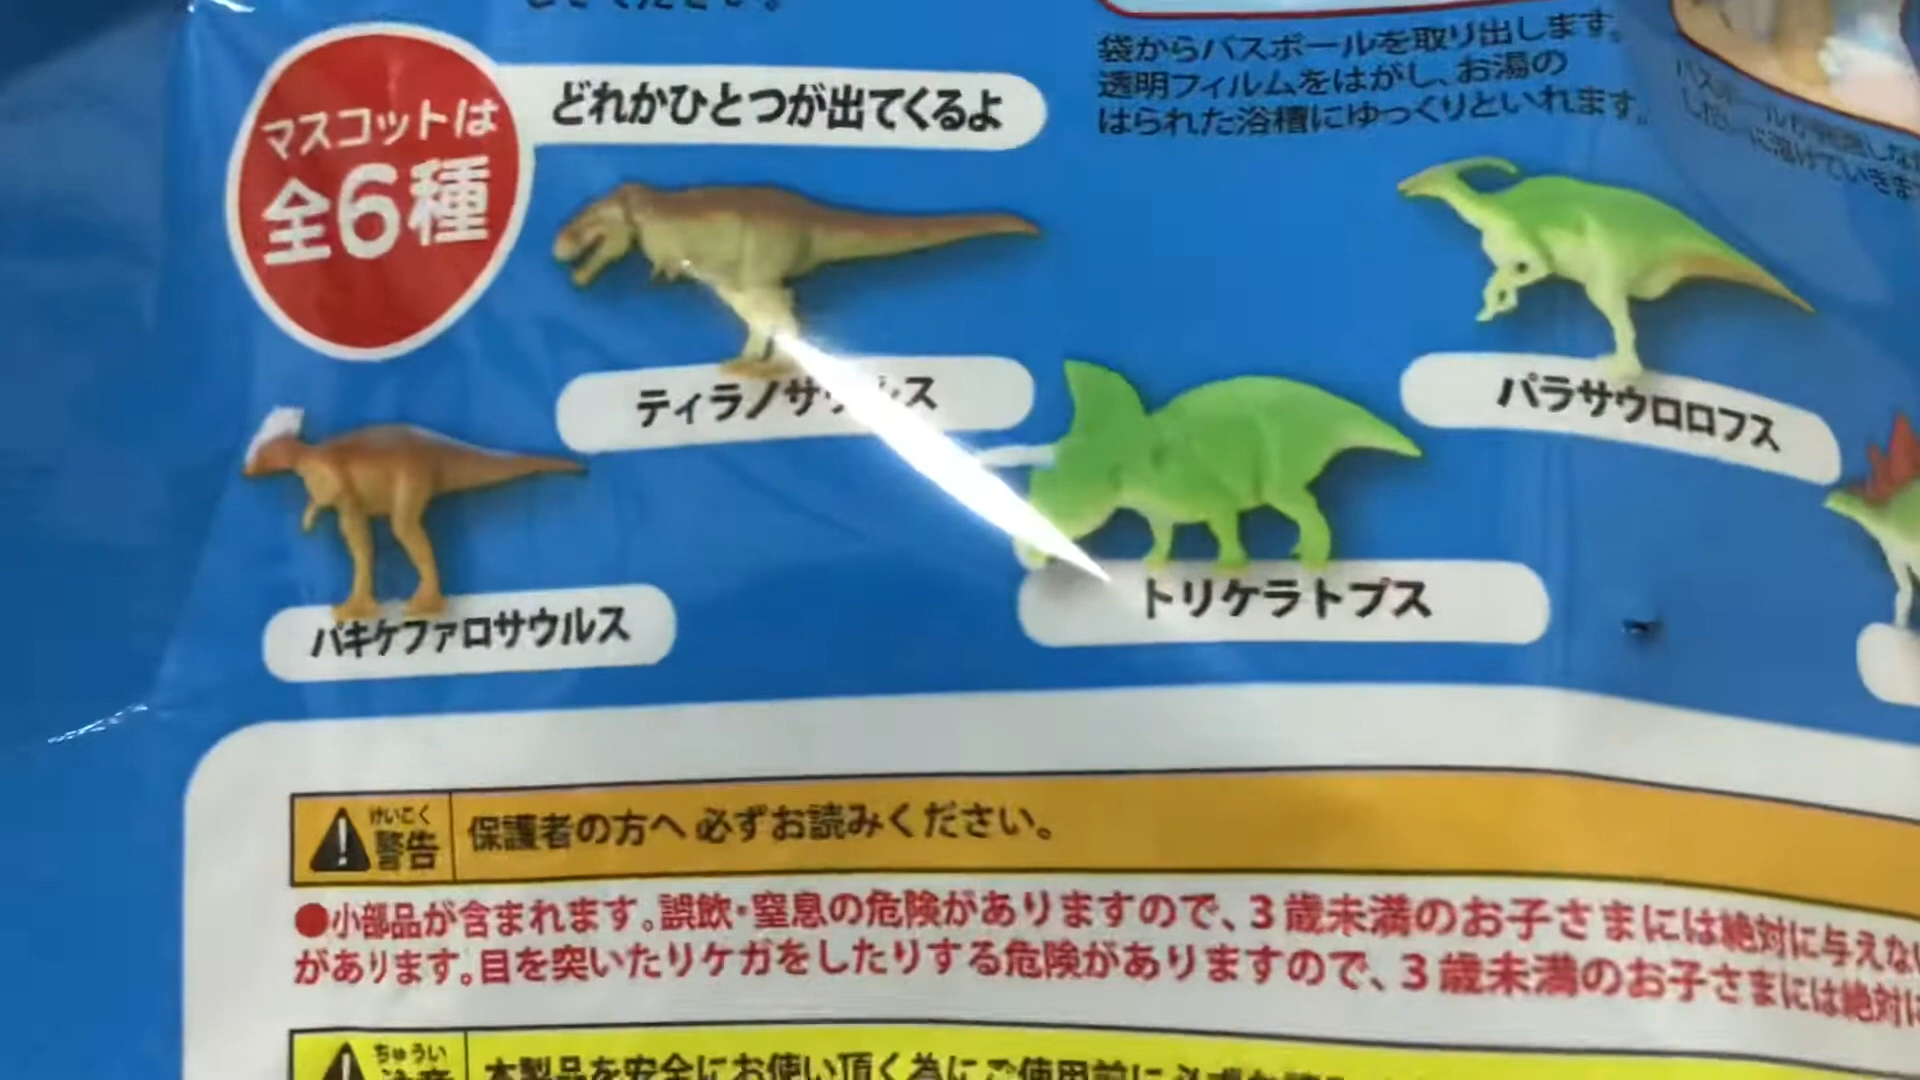 マスコットは
全6種
どれかひとつが出てくるよ
袋からバスボールを取り出します。
透明フィルムをはがし、お湯の
はられた浴槽にゆっくりといれます。
ティラノサ
ス
パラサウロロフス
パキケファロサウルス
トリケラトプス
けいこく
警告
保護者の方へ 必ずお読みください。
●小部品が含まれます。誤飲・窒息の危険がありますので、3歳未満のお子さまには絶対に与えな
があります。目を突いたりケガをしたりする危険がありますので、3歳未満のお子さまには絶対に
ちゅうい
注意
本製品を安全にお使い頂く為にご使用前に必ず